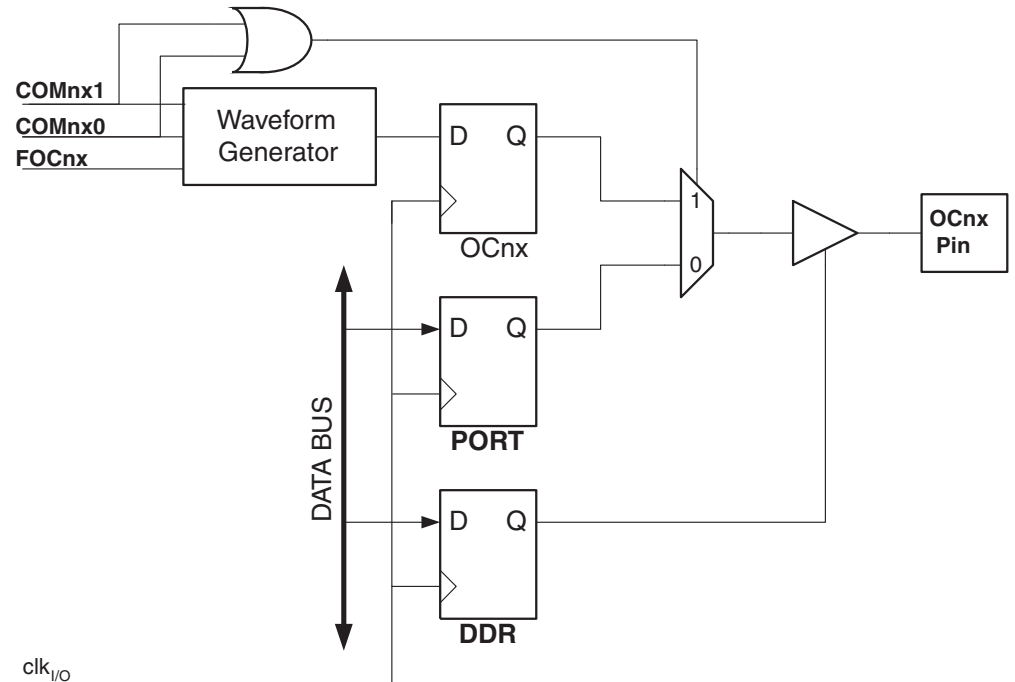 COMnx1
COMnx0
FOCnx
Waveform
Generator
D Q
OCnx
1
0
OCnx
Pin
D Q
PORT
DATA BUS
D Q
DDR
clkI/O